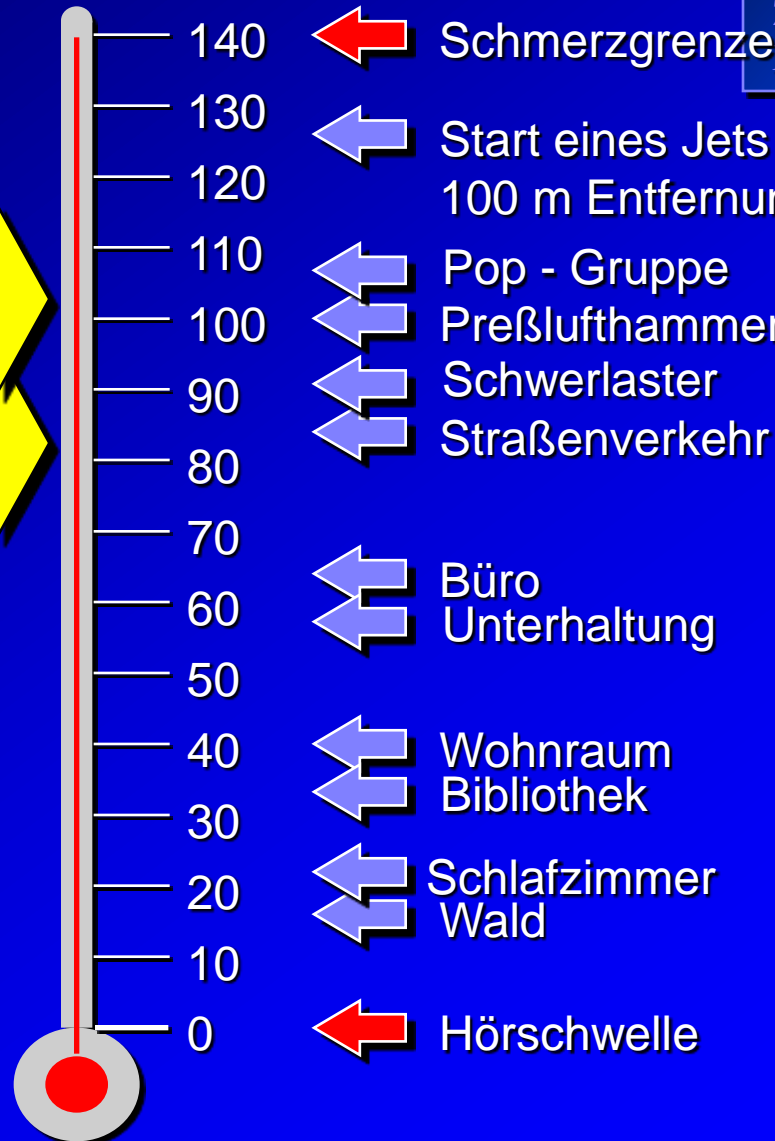 140
Schmerzgrenze
130
Start eines Jets
120
100 m
110
Pop - Gruppe
100
Preßlufthammer
90
Schwerlaster
80
Straßenverkehr
70
60
Büro
Unterhaltung
50
40
Wohnraum
30
Bibliothek
20
Schlafzimmer
Wald
10
0
Hörschwelle